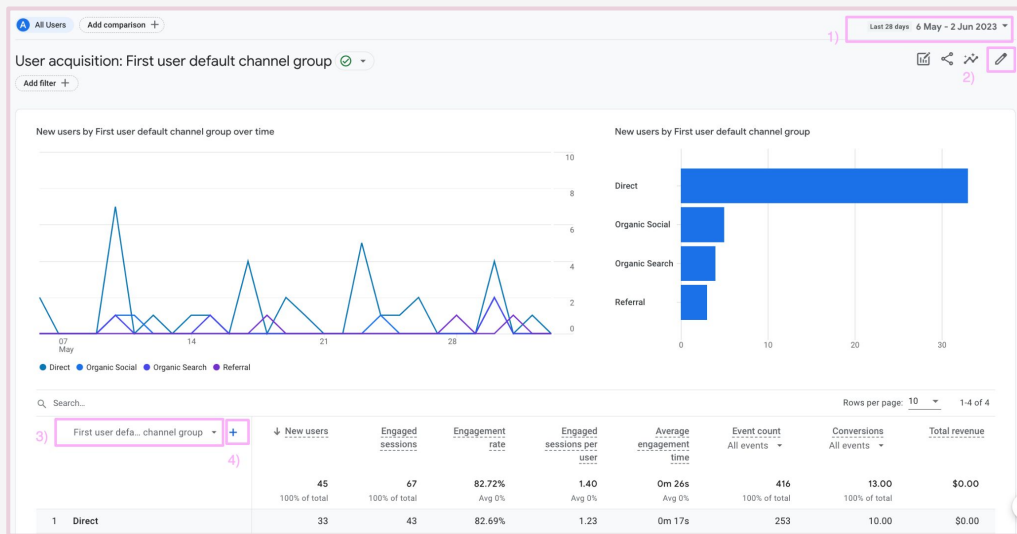 A All Users Add comparison +
Last 28 days 6 May - 2 Jun 2023
1)
User acquisition: First user default channel group
2)
Add filter +
New users by First user default channel group over time
10
8
6
4
2
0
07
May
14
21
28
Direct Organic Social Organic Search Referral
New users by First user default channel group
Direct
Organic Social
Organic Search
Referral
0 10 20 30
Search...
Rows per page: 10 1-4 of 4
3) First user defa... channel group +
4)
↓ New users
Engaged
sessions
Engagement
rate
Engaged
sessions per
user
Average
engagement
time
Event count
All events
Conversions
All events
Total revenue
45 67 82.72% 1.40 0m 26s 416 13.00 $0.00
100% of total 100% of total Avg 0% Avg 0% Avg 0% 100% of total 100% of total
1 Direct 33 43 82.69% 1.23 0m 17s 253 10.00 $0.00